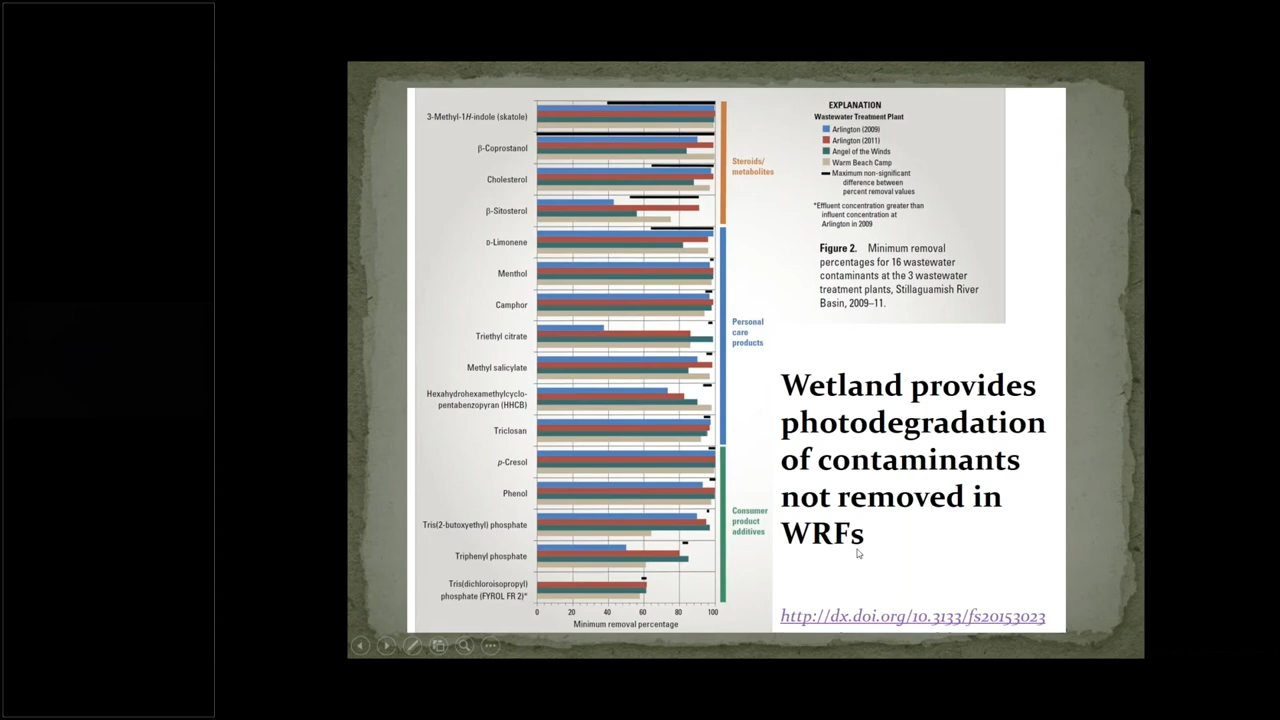 3-Methyl-1H-indole (skatole)
β-Coprostanol
Cholesterol
β-Sitosterol
D-Limonene
Menthol
Camphor
Triethyl citrate
Methyl salicylate
Hexahydrohexamethylcyclo-
pentabenzopyran (HHCB)
Triclosan
p-Cresol
Phenol
Tris(2-butoxyethyl) phosphate
Triphenyl phosphate
Tris(dichloroisopropyl)
phosphate (FYROL FR 2)*
0 20 40 60 80 100
Minimum removal percentage
Steroids/
metabolites
Personal
care
products
Consumer
product
additives
EXPLANATION
Wastewater Treatment Plant
Arlington (2009)
Arlington (2011)
Angel of the Winds
Warm Beach Camp
Maximum non-significant
difference between
percent removal values
*Effluent concentration greater than
influent concentration at
Arlington in 2009
Figure 2. Minimum removal
percentages for 16 wastewater
contaminants at the 3 wastewater
treatment plants, Stillaguamish River
Basin, 2009–11.
Wetland provides
photodegradation
of contaminants
not removed in
WRFs
http://dx.doi.org/10.3133/fs20153023